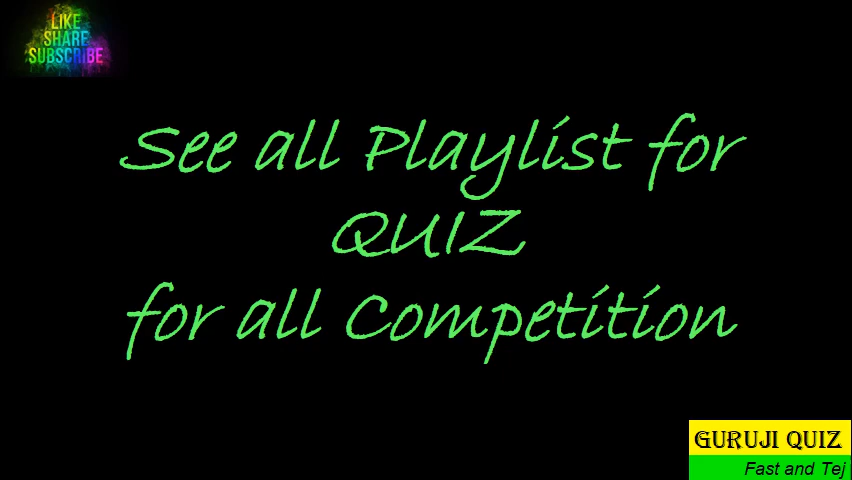 LIKE
SHARE
SUBSCRIBE
See all Playlist for
QUIZ
for all Competition
GURUJI QUIZ
Fast and Tej